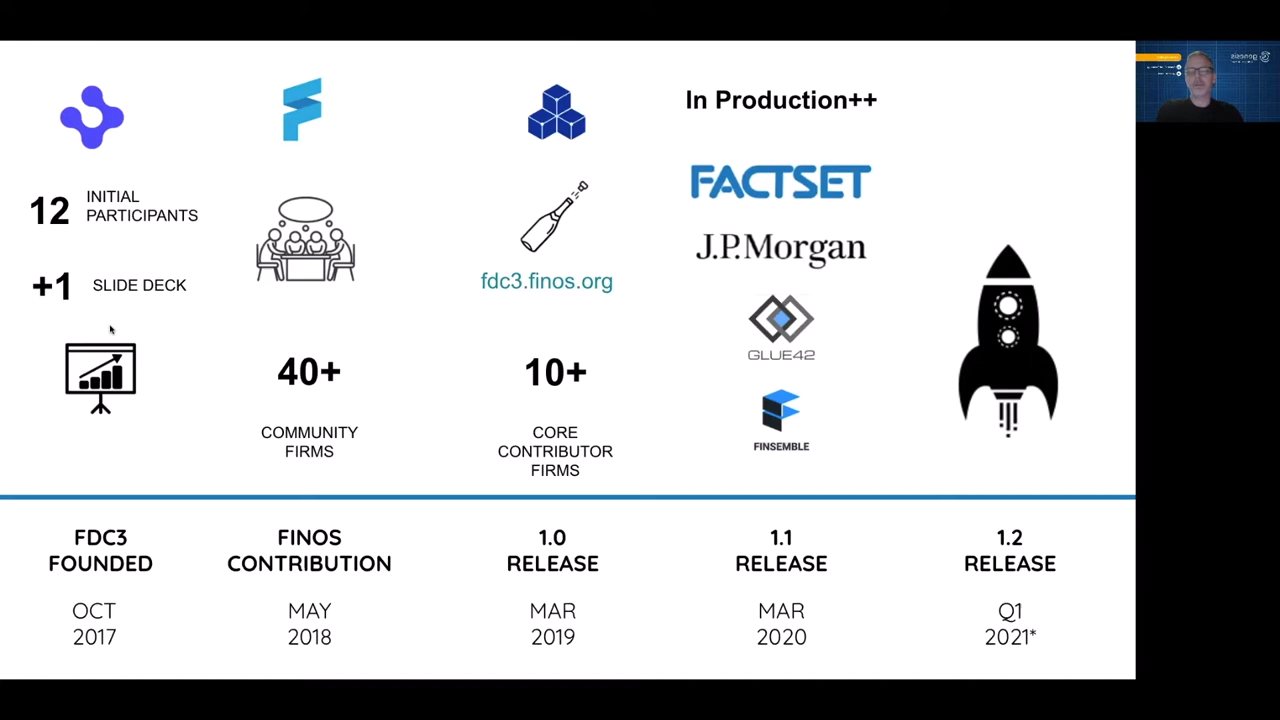 12
INITIAL
PARTICIPANTS
+1
SLIDE DECK
40+
COMMUNITY
FIRMS
fdc3.finos.org
10+
CORE
CONTRIBUTOR
FIRMS
In Production++
FACTSET
J.P.Morgan
GLUE42
FINSEMBLE
FDC3
FOUNDED
OCT
2017
FINOS
CONTRIBUTION
MAY
2018
1.0
RELEASE
MAR
2019
1.1
RELEASE
MAR
2020
1.2
RELEASE
Q1
2021*
genesis